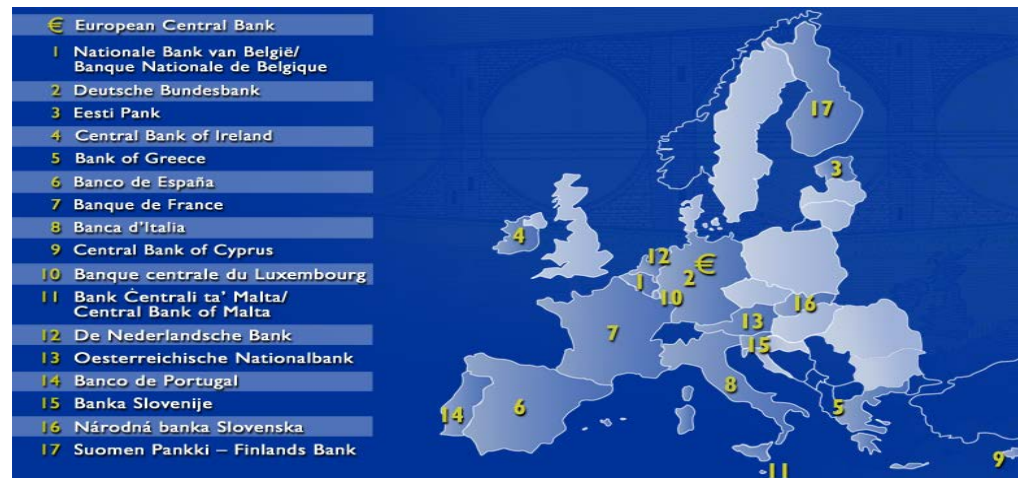 € European Central Bank
1 Nationale Bank van België/
Banque Nationale de Belgique
2 Deutsche Bundesbank
3 Eesti Pank
4 Central Bank of Ireland
5 Bank of Greece
6 Banco de España
7 Banque de France
8 Banca d'Italia
9 Central Bank of Cyprus
10 Banque centrale du Luxembourg
11 Bank Ċentrali ta' Malta/
Central Bank of Malta
12 De Nederlandsche Bank
13 Oesterreichische Nationalbank
14 Banco de Portugal
15 Banka Slovenije
16 Národná banka Slovenska
17 Suomen Pankki – Finlands Bank
17
3
4
12
€
2
1
10
16
13
7
15
8
14
6
5
9
11